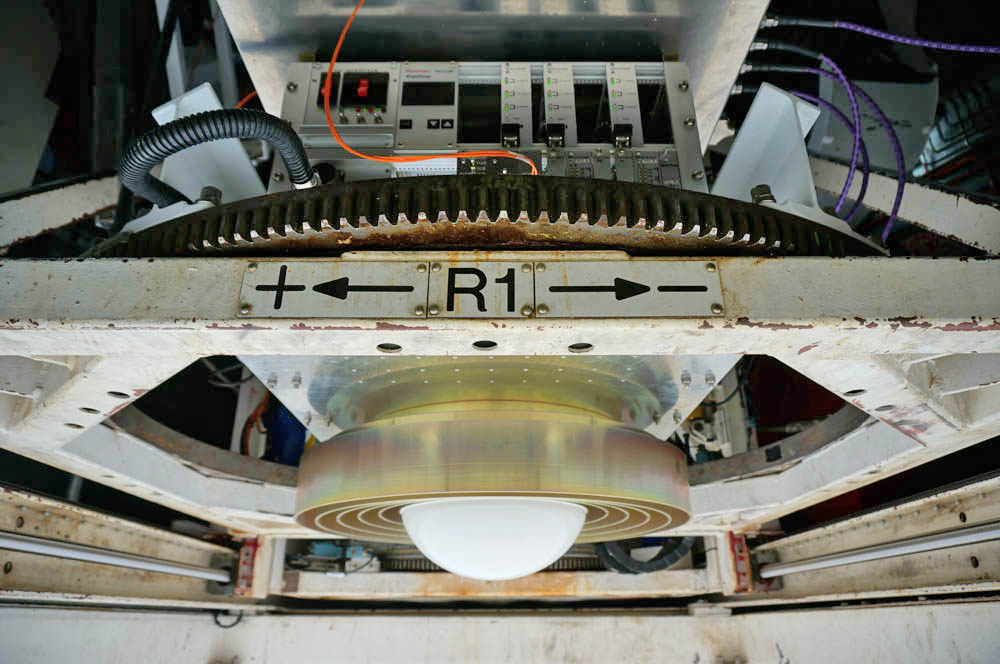 + ← R1 → −